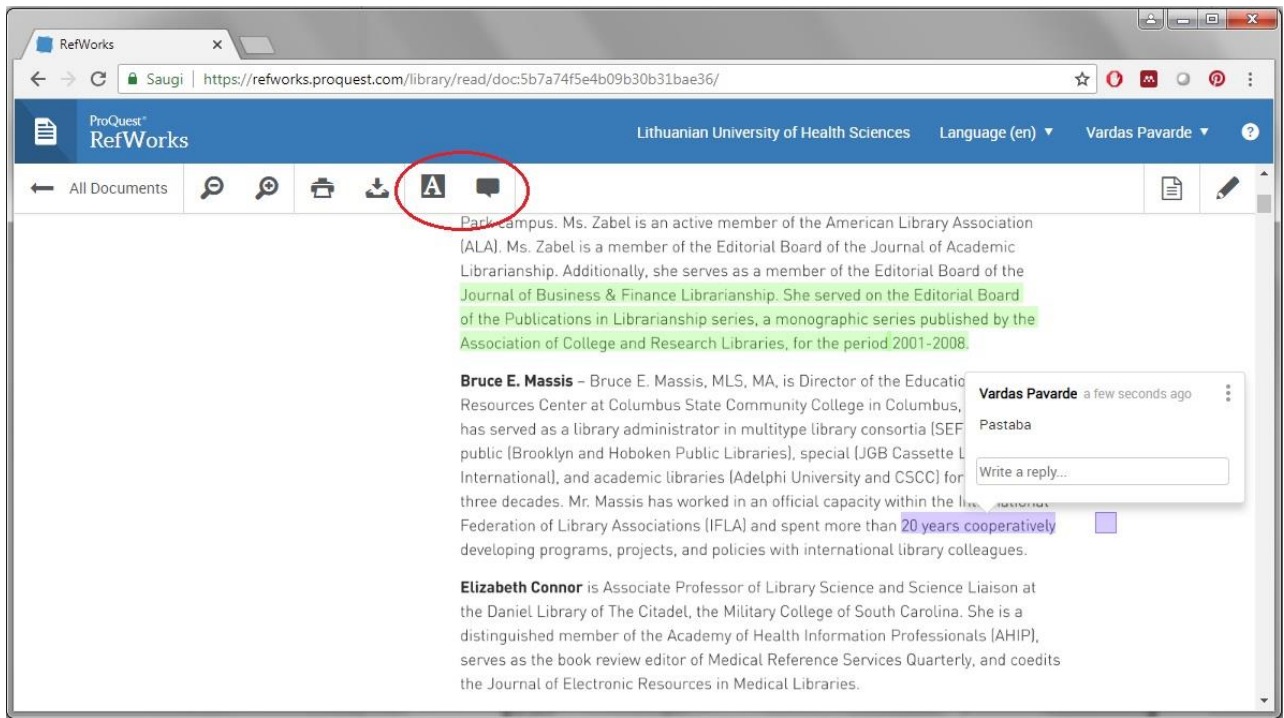 RefWorks
Saugi | https://refworks.proquest.com/library/read/doc:5b7a74f5e4b09b30b31bae36/
ProQuest®
RefWorks
Lithuanian University of Health Sciences Language (en) Vardas Pavarde ?
All Documents A
Park campus. Ms. Zabel is an active member of the American Library Association
(ALA). Ms. Zabel is a member of the Editorial Board of the Journal of Academic
Librarianship. Additionally, she serves as a member of the Editorial Board of the
Journal of Business & Finance Librarianship. She served on the Editorial Board
of the Publications in Librarianship series, a monographic series published by the
Association of College and Research Libraries, for the period 2001-2008.
Bruce E. Massis – Bruce E. Massis, MLS, MA, is Director of the Educatio
Resources Center at Columbus State Community College in Columbus,
has served as a library administrator in multitype library consortia (SEF
public (Brooklyn and Hoboken Public Libraries), special (JGB Cassette L
International), and academic libraries (Adelphi University and CSCC) for
three decades. Mr. Massis has worked in an official capacity within the International
Federation of Library Associations (IFLA) and spent more than 20 years cooperatively
developing programs, projects, and policies with international library colleagues.
Vardas Pavarde a few seconds ago
Pastaba
Write a reply...
Elizabeth Connor is Associate Professor of Library Science and Science Liaison at
the Daniel Library of The Citadel, the Military College of South Carolina. She is a
distinguished member of the Academy of Health Information Professionals (AHIP),
serves as the book review editor of Medical Reference Services Quarterly, and coedits
the Journal of Electronic Resources in Medical Libraries.